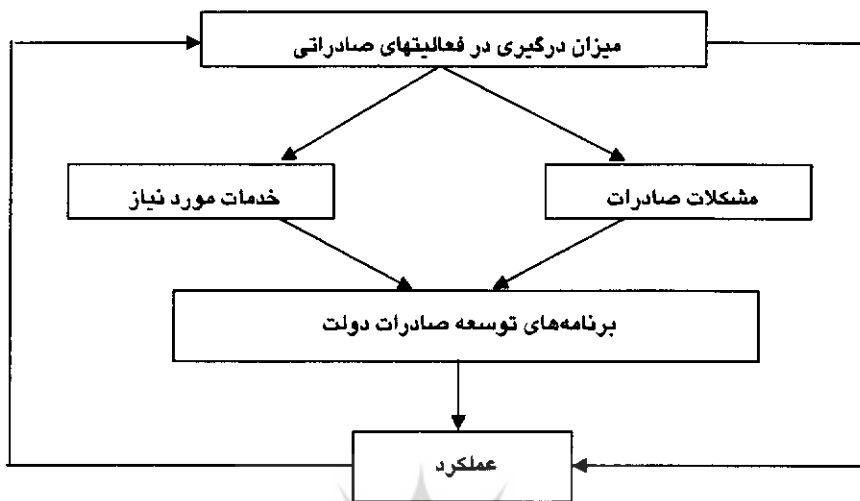 میزان درگیری در فعالیتهای صادراتی
مشکلات صادرات
خدمات مورد نیاز
برنامه‌های توسعه صادرات دولت
عملکرد